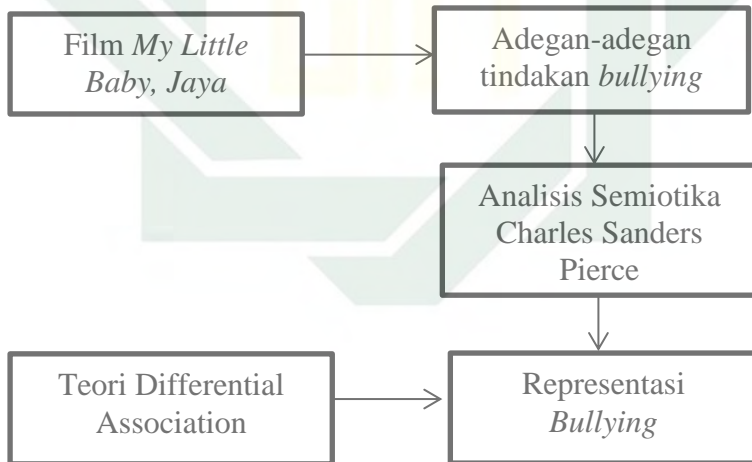 Film My Little
Baby, Jaya
Adegan-adegan
tindakan bullying
Analisis Semiotika
Charles Sanders
Pierce
Teori Differential
Association
Representasi
Bullying